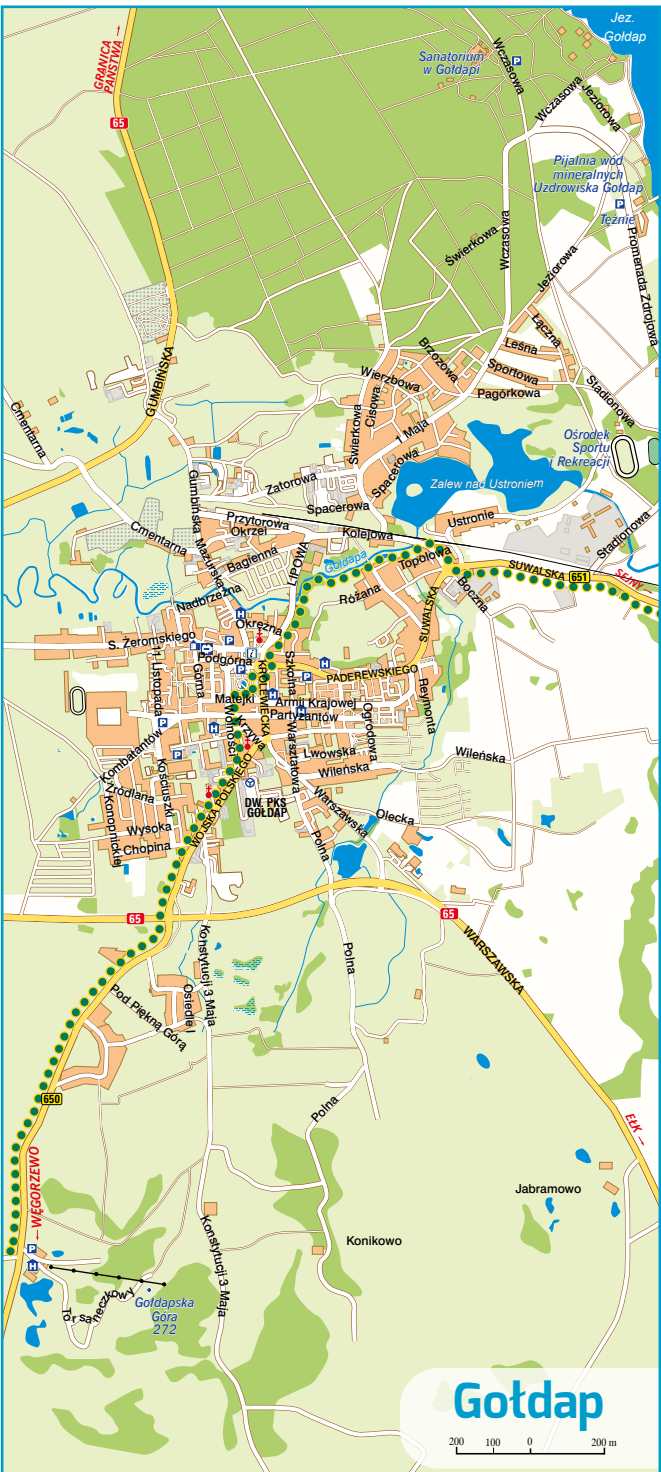 Jez.
Gołdap
GRANICA
PAŃSTWA →
Sanatorium
w Gołdapi
P
Wczasowa
Wczasowa
Jeziorowa
65
Pijalnia wód
mineralnych
Uzdrowiska Gołdap
P
Tężnie
Promenada Zdrojowa
Świerkowa
Wczasowa
Jeziorowa
Łączna
Leśna
Brzozowa
Sportowa
Pagórkowa
Stadionowa
GUMBIŃSKA
Wierzbowa
Cisowa
Świerkowa
1 Maja
Cmentarna
Ośrodek
Sportu
i Rekreacji
Spacerowa
Zalew nad Ustroniem
Zatorowa
Spacerowa
Gumbińska
Przytorowa
Okrzei
Kolejowa
Ustronie
Stadionowa
Cmentarna
Mazurska
Bagienna
LIPOWA
Gołdapa
Topolowa
SUWALSKA
651
SEJNY →
Boczna
Nadbrzeżna
Różana
SUWALSKA
H
Okrężna
S. Żeromskiego
P
i
Podgórna
P
11 Listopada
Górna
KRÓLEWIECKA
Szkolna
H
PADEREWSKIEGO
Reymonta
Matejki
H
Armii Krajowej
H
Partyzantów
Ogrodowa
P
H
Krzywa
Warsztatowa
Lwowska
Wileńska
Wileńska
Kombatantów
P
Kościuszki
Źródlana
Konopnickiej
WOJSKA POLSKIEGO
DW. PKS
GOŁDAP
Warszawska
Olecka
Wysoka
Chopina
Polna
65
65
WARSZAWSKA
Konstytucji 3 Maja
Polna
Osiedle I
Pod Piękną Górą
650
Polna
EŁK →
← WĘGORZEWO
Jabramowo
Konikowo
Konstytucji 3 Maja
P
H
Tor saneczkowy
Gołdapska
Góra
272
Gołdap
200 100 0 200 m